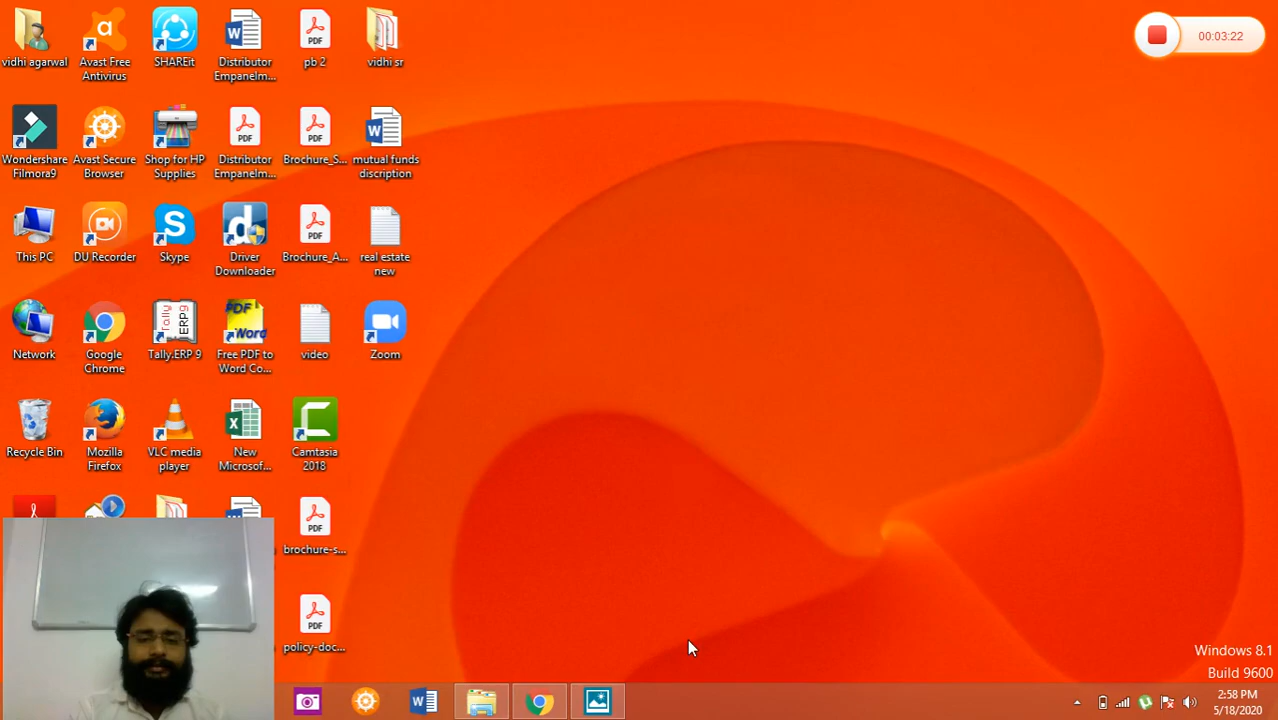 00:03:22
vidhi agarwal
Avast Free
Antivirus
SHAREit
Distributor
Empanelm...
pb 2
vidhi sr
Wondershare
Filmora9
Avast Secure
Browser
Shop for HP
Supplies
Distributor
Empanelm...
Brochure_S...
mutual funds
discription
This PC
DU Recorder
Skype
Driver
Downloader
Brochure_A...
real estate
new
Network
Google
Chrome
Tally.ERP 9
Free PDF to
Word Co...
video
Zoom
Recycle Bin
Mozilla
Firefox
VLC media
player
New
Microsof...
Camtasia
2018
brochure-s...
policy-doc...
Windows 8.1
Build 9600
2:58 PM
5/18/2020